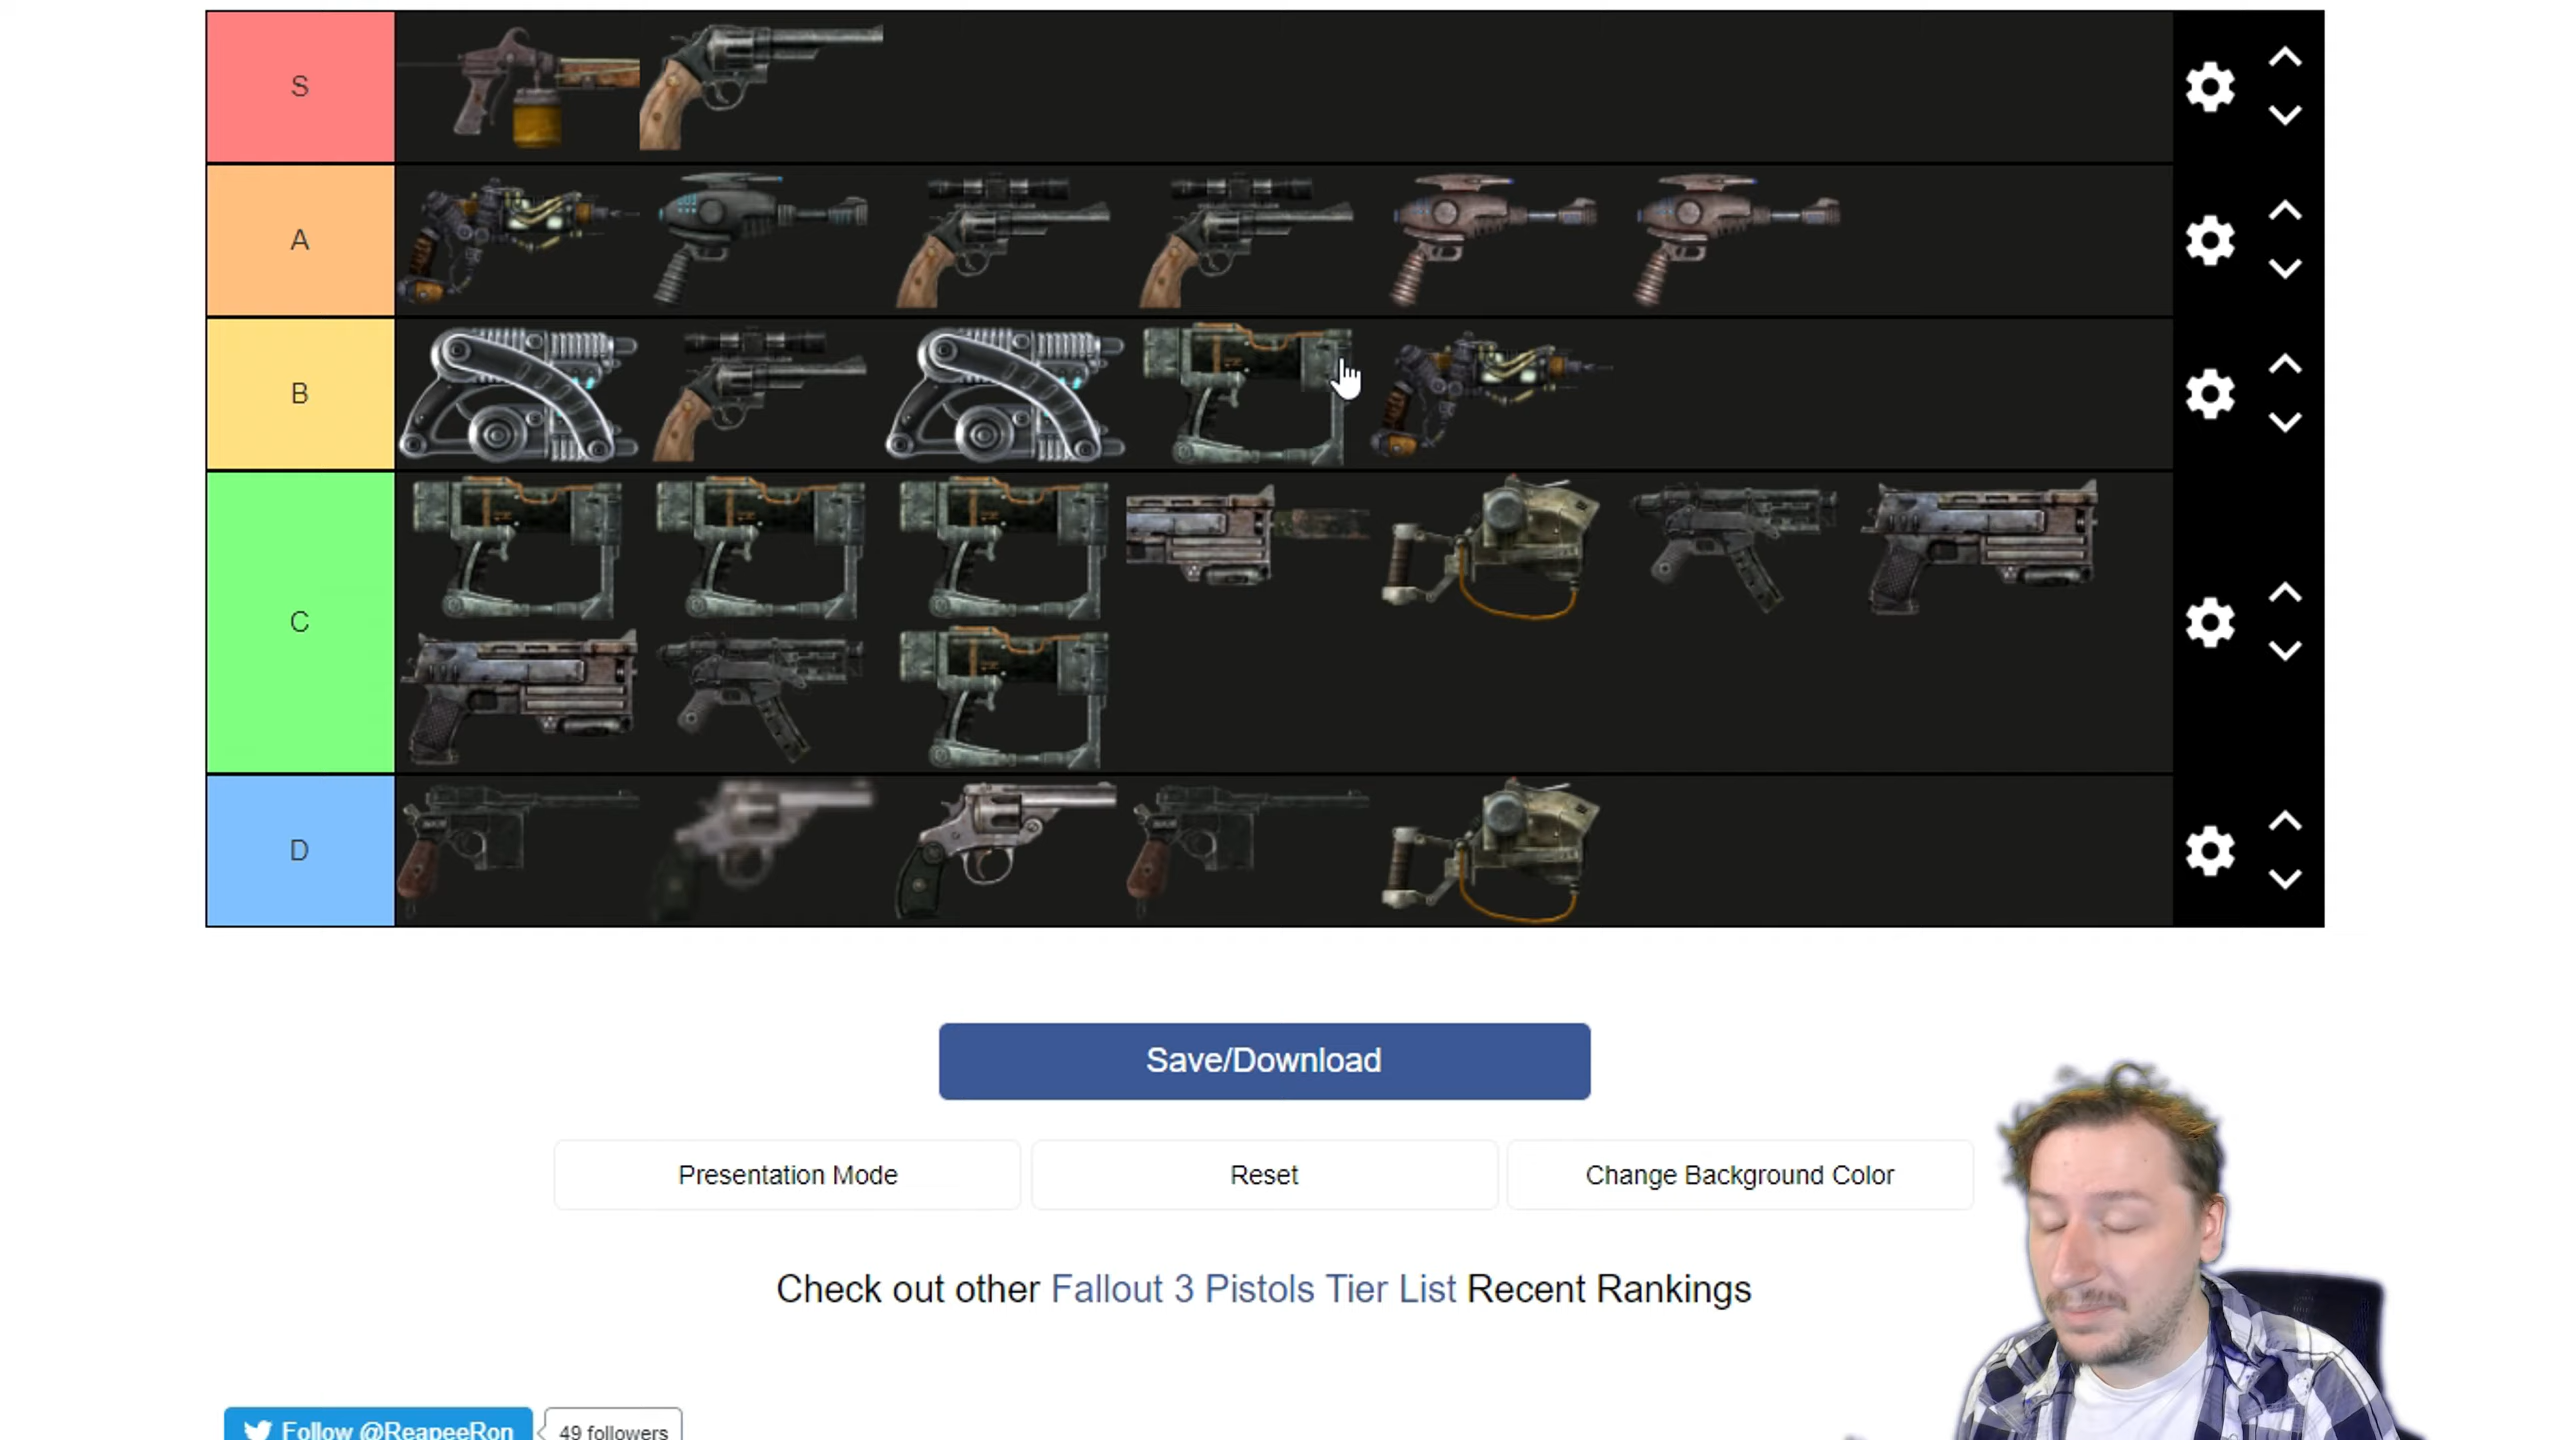 S
A
B
C
D
Save/Download
Presentation Mode
Reset
Change Background Color
Check out other Fallout 3 Pistols Tier List Recent Rankings
Follow @ReapeeRon
49 followers